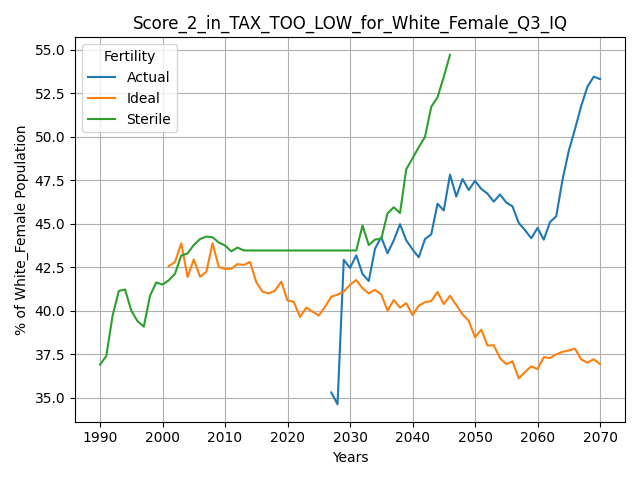 Score_2_in_TAX_TOO_LOW_for_White_Female_Q3_IQ
Fertility
Actual
Ideal
Sterile
% of White_Female Population
55.0
52.5
50.0
47.5
45.0
42.5
40.0
37.5
35.0
1990 2000 2010 2020 2030 2040 2050 2060 2070
Years